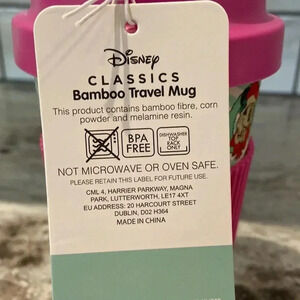 Disney
CLASSICS
Bamboo Travel Mug
This product contains bamboo fibre, corn
powder and melamine resin.
BPA
FREE
DISHWASHER
TOP
RACK
ONLY
NOT MICROWAVE OR OVEN SAFE.
PLEASE RETAIN THIS LABEL FOR FUTURE USE.
CML 4, HARRIER PARKWAY, MAGNA
PARK, LUTTERWORTH, LE17 4XT
EU ADDRESS: 20 HARCOURT STREET
DUBLIN, D02 H364
MADE IN CHINA